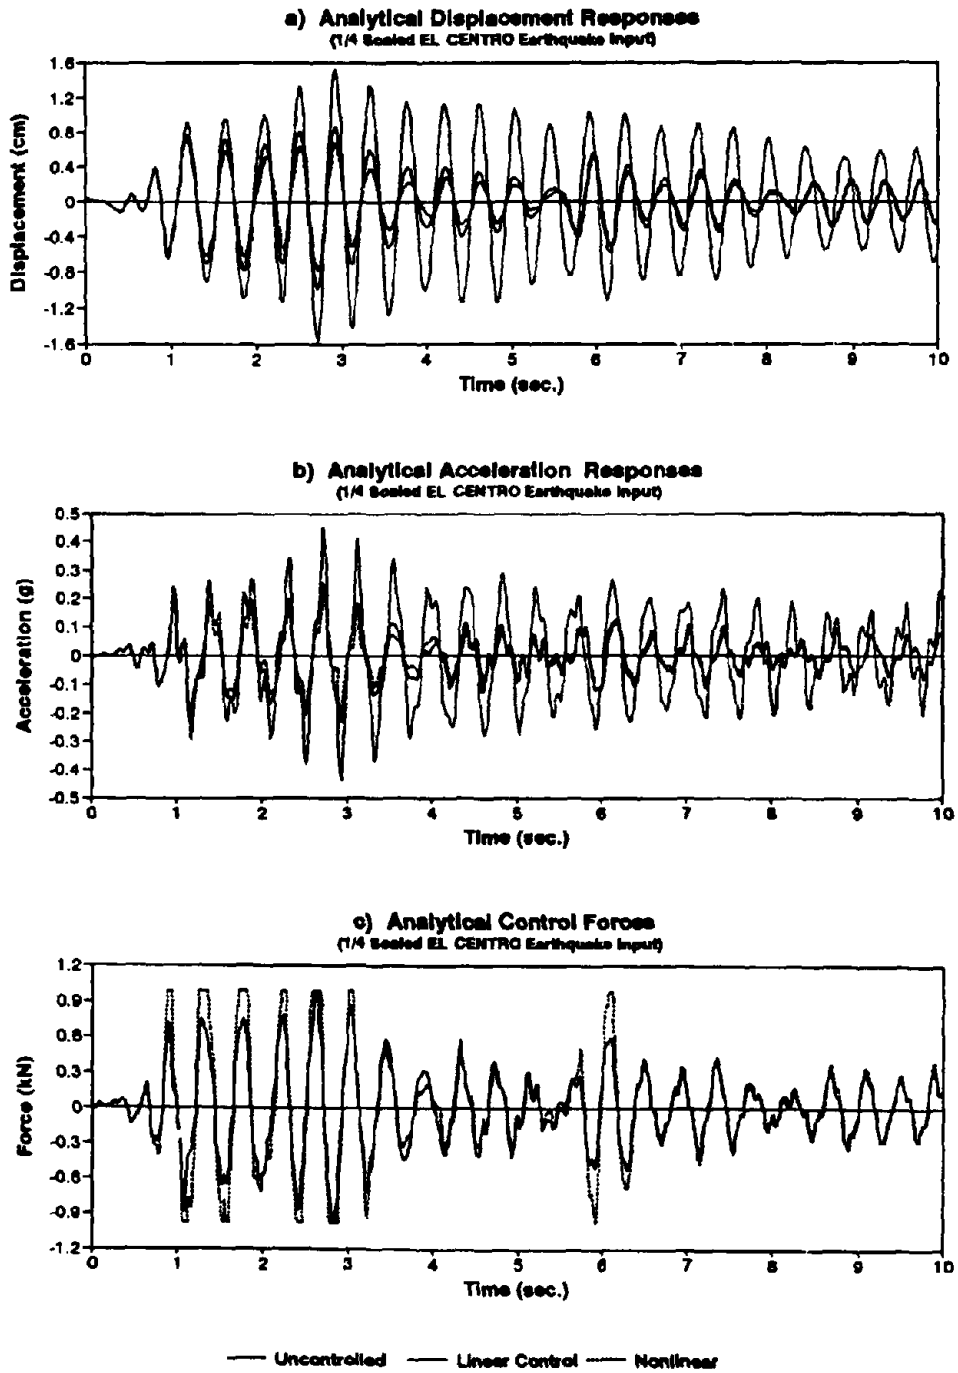 a) Analytical Displacement Responses
(1/4 Scaled EL CENTRO Earthquake Input)
1.6
1.2
0.8
0.4
0
-0.4
-0.8
-1.2
-1.6
Displacement (cm)
0 1 2 3 4 5 6 7 8 9 10
Time (sec.)
b) Analytical Acceleration Responses
(1/4 Scaled EL CENTRO Earthquake Input)
0.5
0.4
0.3
0.2
0.1
0
-0.1
-0.2
-0.3
-0.4
-0.5
Acceleration (g)
0 1 2 3 4 5 6 7 8 9 10
Time (sec.)
c) Analytical Control Forces
(1/4 Scaled EL CENTRO Earthquake Input)
1.2
0.9
0.6
0.3
0
-0.3
-0.6
-0.9
-1.2
Force (kN)
0 1 2 3 4 5 6 7 8 9 10
Time (sec.)
Uncontrolled Linear Control Nonlinear